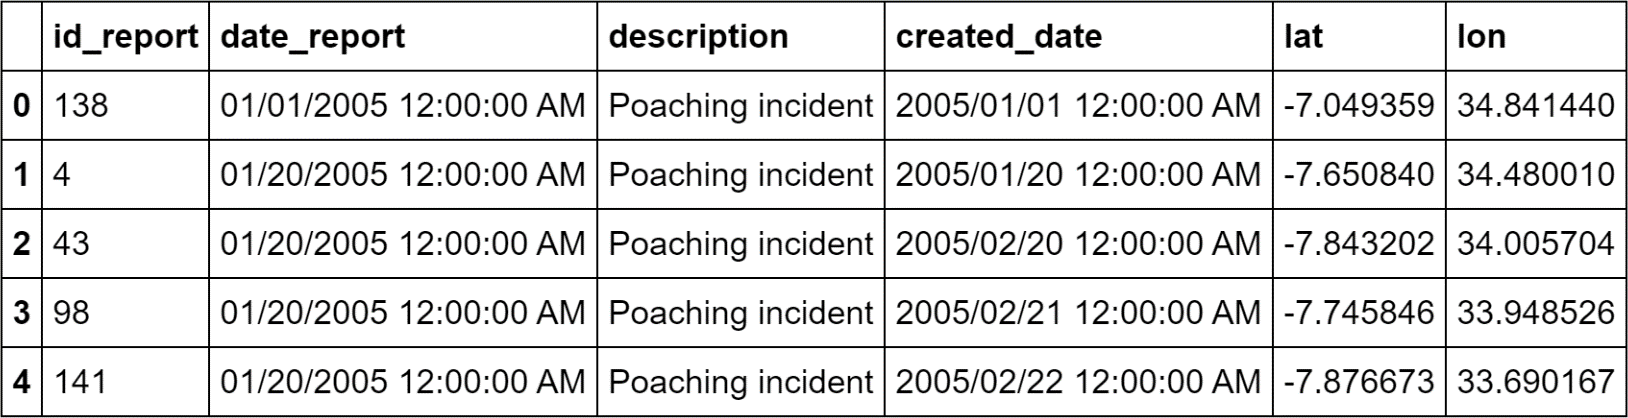 id_report date_report description created_date lat lon
0 138 01/01/2005 12:00:00 AM Poaching incident 2005/01/01 12:00:00 AM -7.049359 34.841440
1 4 01/20/2005 12:00:00 AM Poaching incident 2005/01/20 12:00:00 AM -7.650840 34.480010
2 43 01/20/2005 12:00:00 AM Poaching incident 2005/02/20 12:00:00 AM -7.843202 34.005704
3 98 01/20/2005 12:00:00 AM Poaching incident 2005/02/21 12:00:00 AM -7.745846 33.948526
4 141 01/20/2005 12:00:00 AM Poaching incident 2005/02/22 12:00:00 AM -7.876673 33.690167